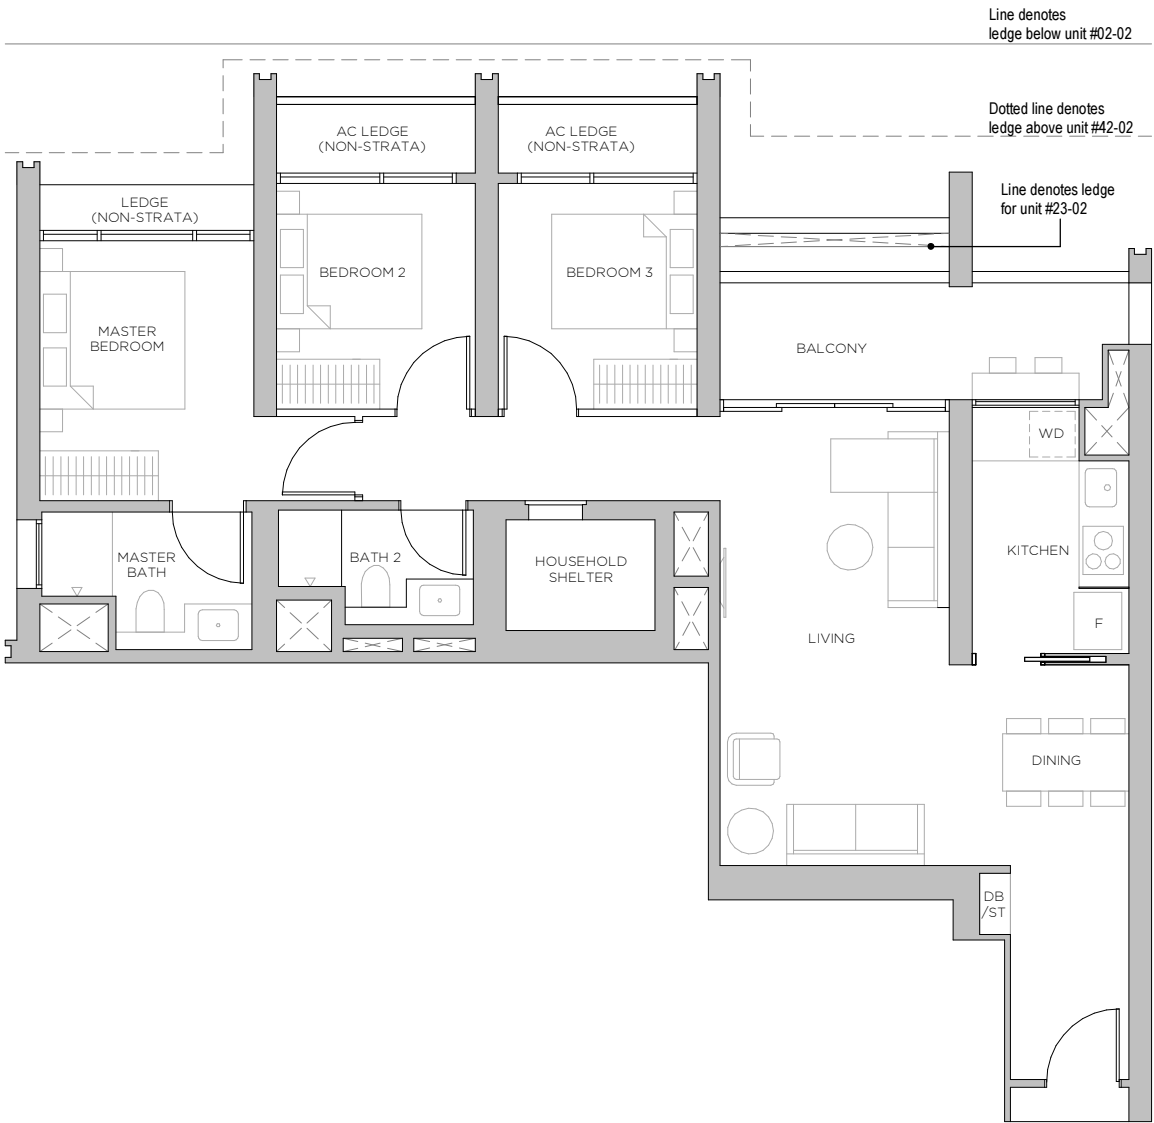 Line denotes
ledge below unit #02-02
Dotted line denotes
ledge above unit #42-02
AC LEDGE
(NON-STRATA)
AC LEDGE
(NON-STRATA)
Line denotes ledge
for unit #23-02
LEDGE
(NON-STRATA)
BEDROOM 2
BEDROOM 3
MASTER
BEDROOM
BALCONY
WD
MASTER
BATH
BATH 2
HOUSEHOLD
SHELTER
KITCHEN
F
LIVING
DINING
DB
/ST